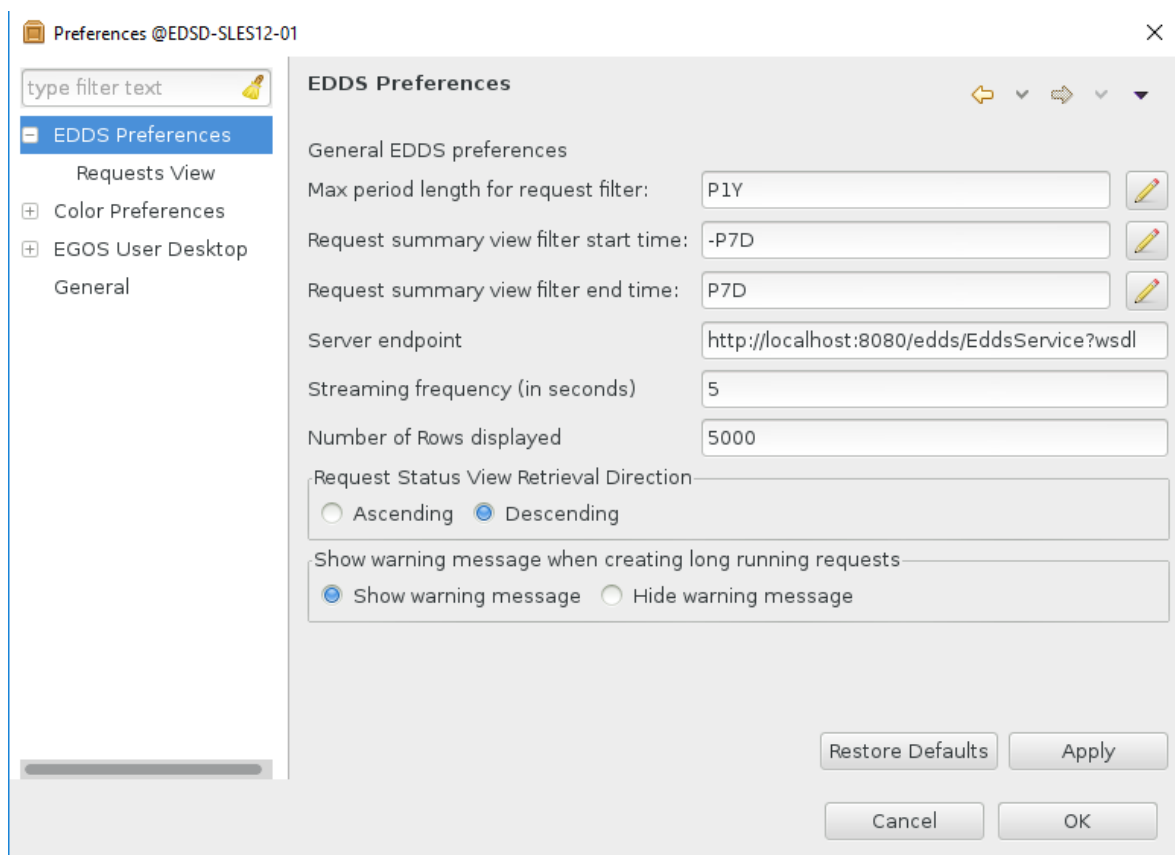 Preferences @EDSD-SLES12-01
type filter text
EDDS Preferences
Requests View
Color Preferences
EGOS User Desktop
General
EDDS Preferences
General EDDS preferences
Max period length for request filter: P1Y
Request summary view filter start time: -P7D
Request summary view filter end time: P7D
Server endpoint http://localhost:8080/edds/EddsService?wsdl
Streaming frequency (in seconds) 5
Number of Rows displayed 5000
Request Status View Retrieval Direction
Ascending Descending
Show warning message when creating long running requests
Show warning message Hide warning message
Restore Defaults Apply
Cancel OK